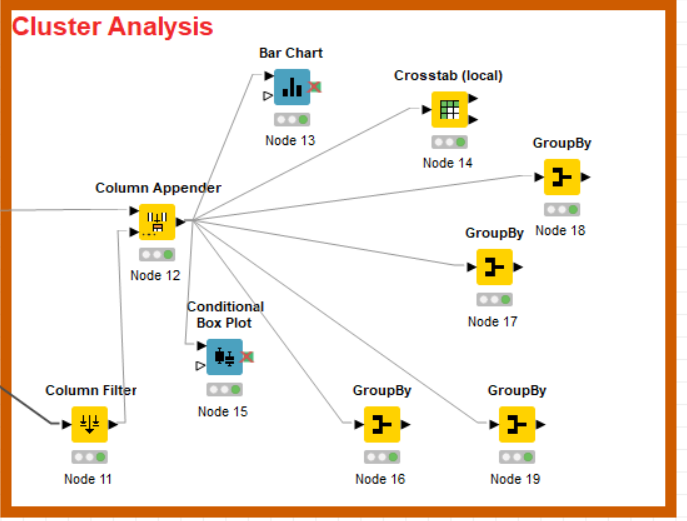 Cluster Analysis
Bar Chart
Node 13
Crosstab (local)
Node 14
GroupBy
Node 18
Column Appender
Node 12
GroupBy
Node 17
Conditional
Box Plot
Node 15
Column Filter
Node 11
GroupBy
Node 16
GroupBy
Node 19